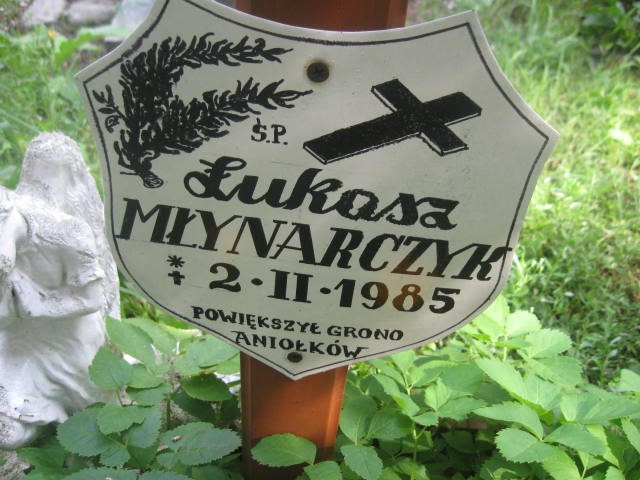 Ś.P.
Łukasz
MŁYNARCZYK
* † 2·II·1985
POWIĘKSZYŁ GRONO
ANIOŁKÓW